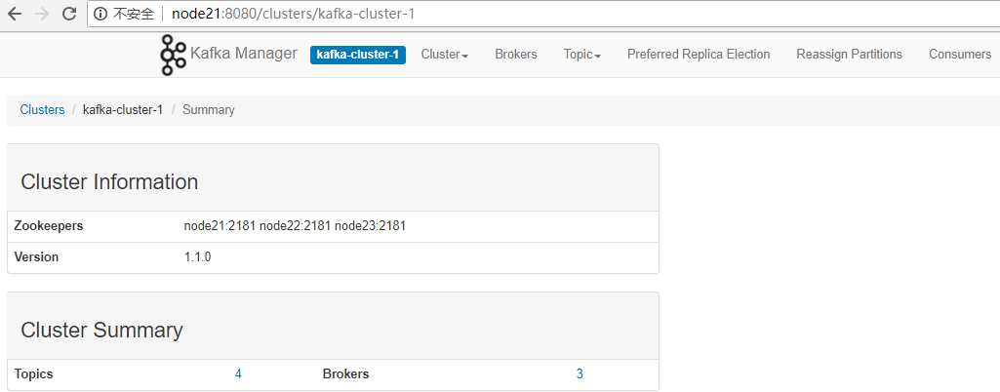 不安全 node21:8080/clusters/kafka-cluster-1
Kafka Manager kafka-cluster-1 Cluster Brokers Topic Preferred Replica Election Reassign Partitions Consumers
Clusters / kafka-cluster-1 / Summary
Cluster Information
Zookeepers node21:2181 node22:2181 node23:2181
Version 1.1.0
Cluster Summary
Topics 4 Brokers 3